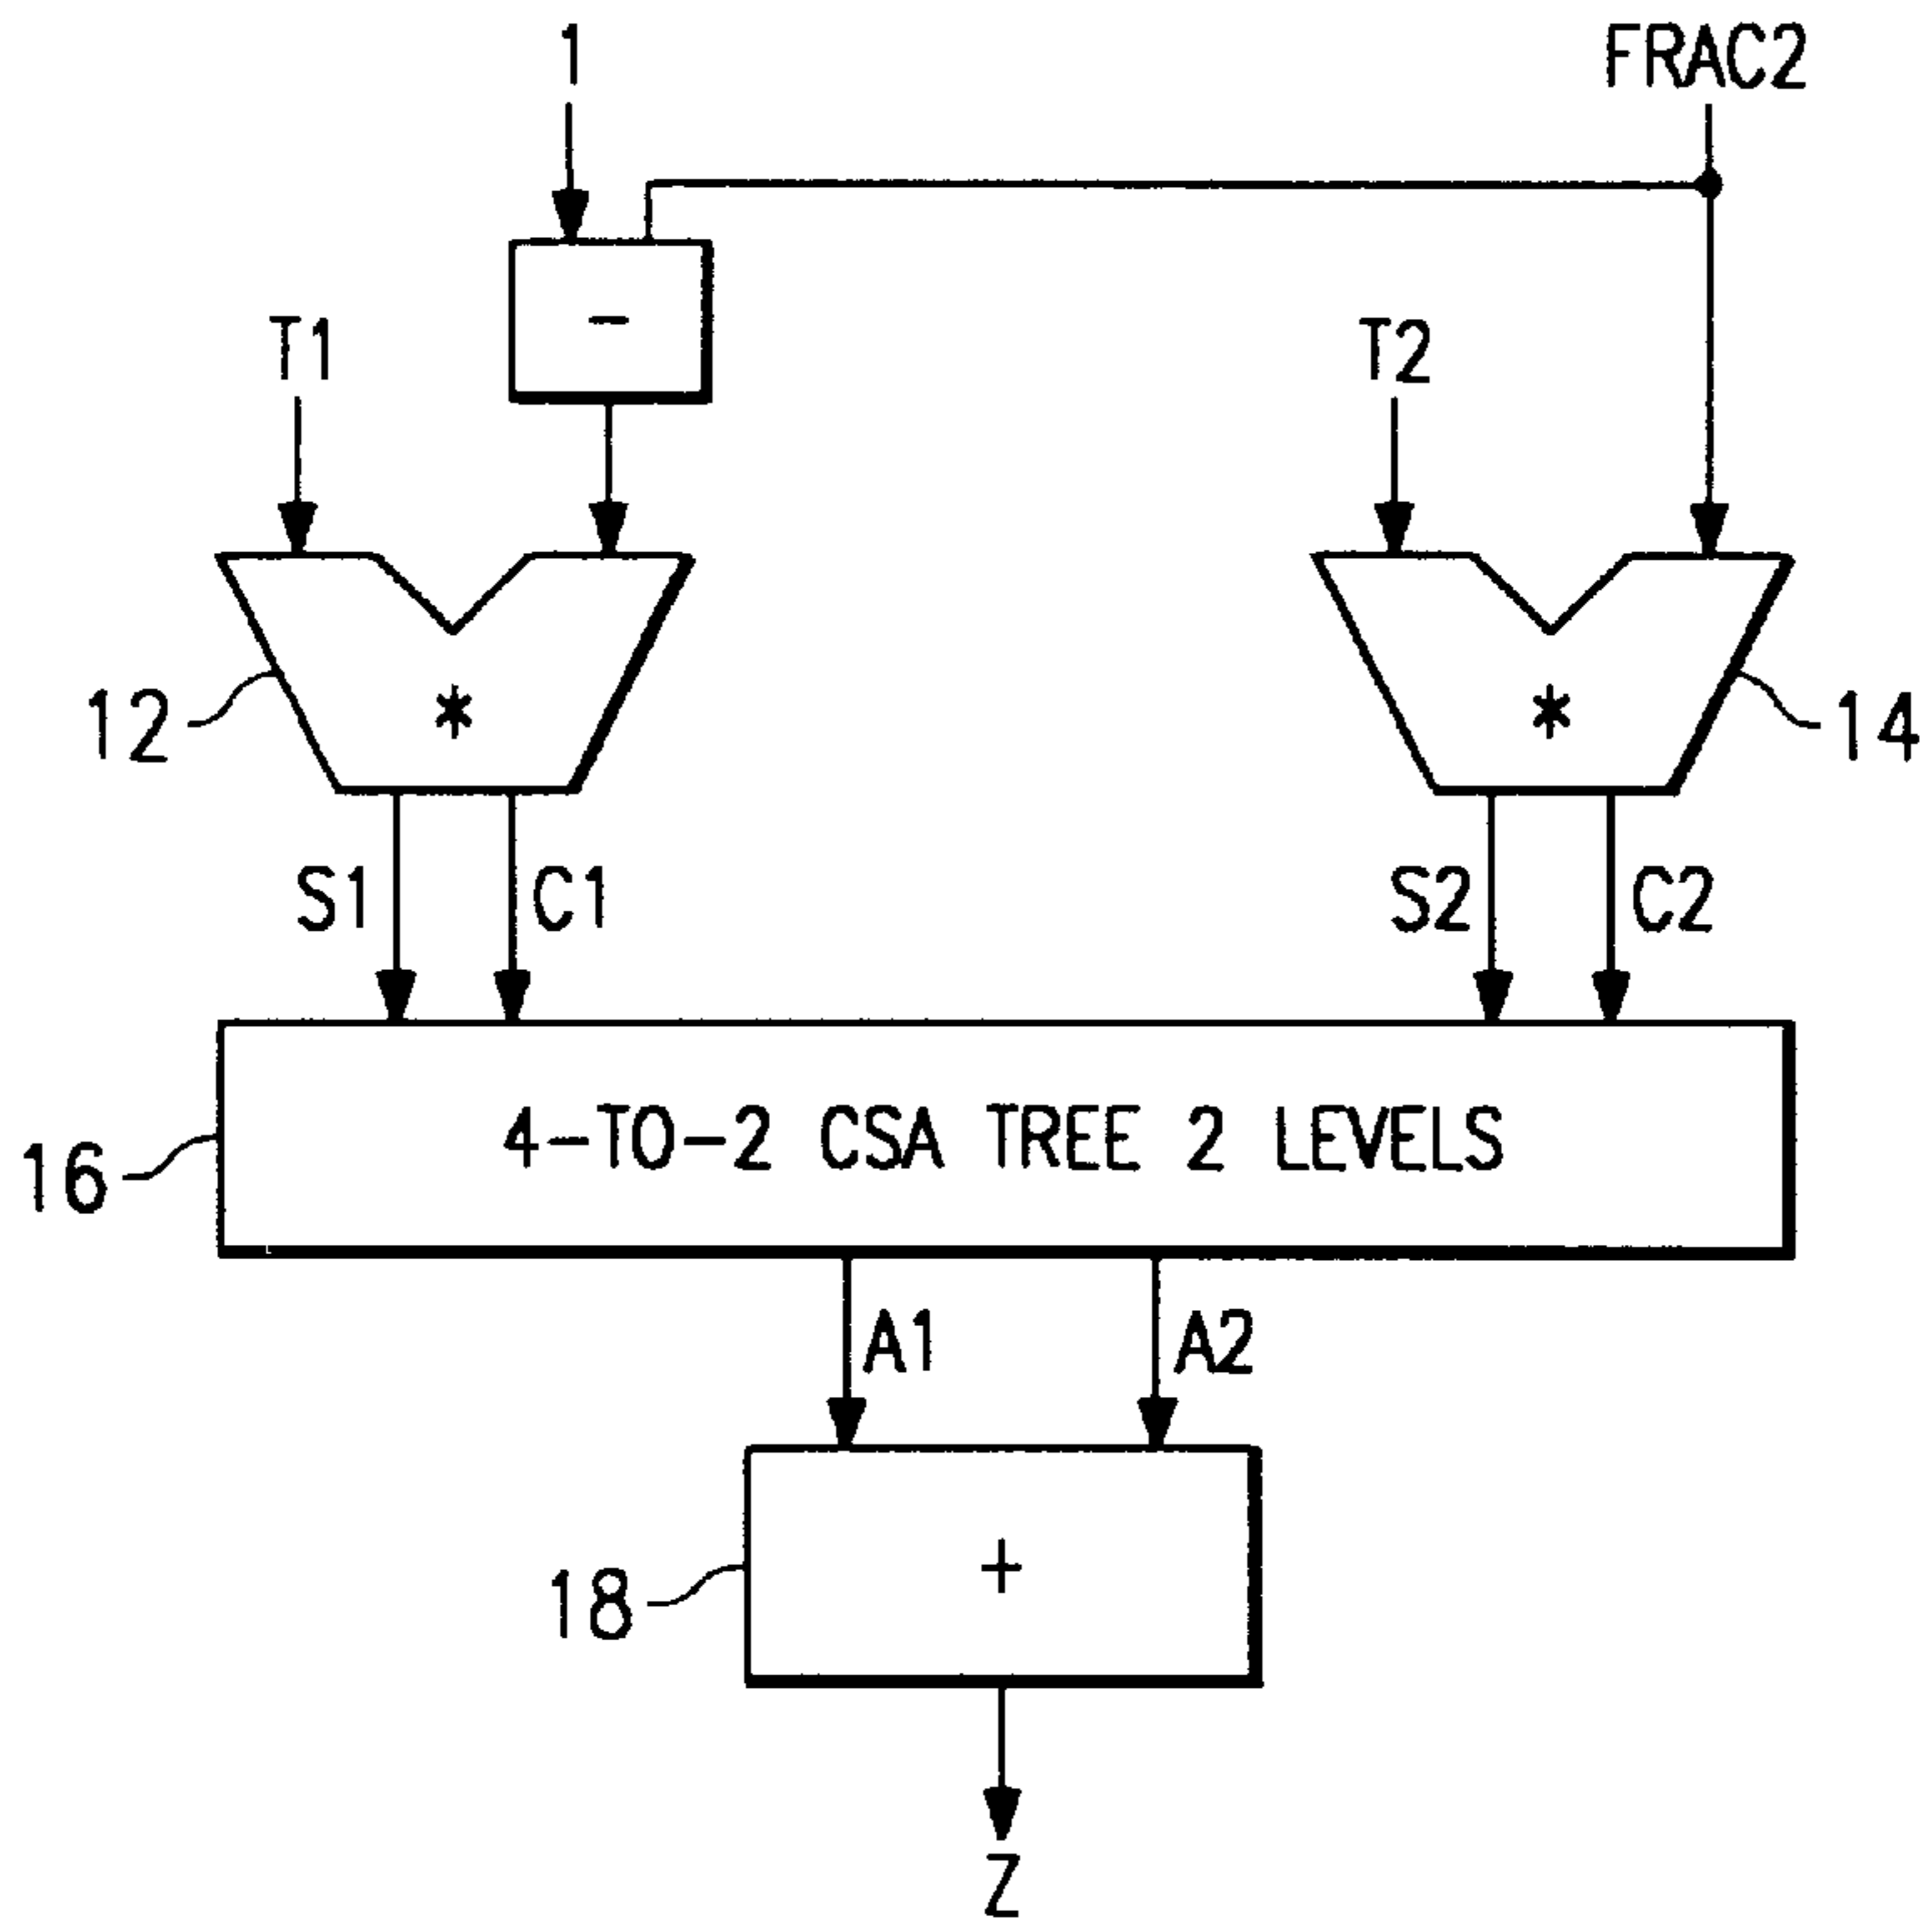 1
FRAC2
-
T1
T2
12
*
*
14
S1
C1
S2
C2
16
4-TO-2 CSA TREE 2 LEVELS
A1
A2
18
+
Z